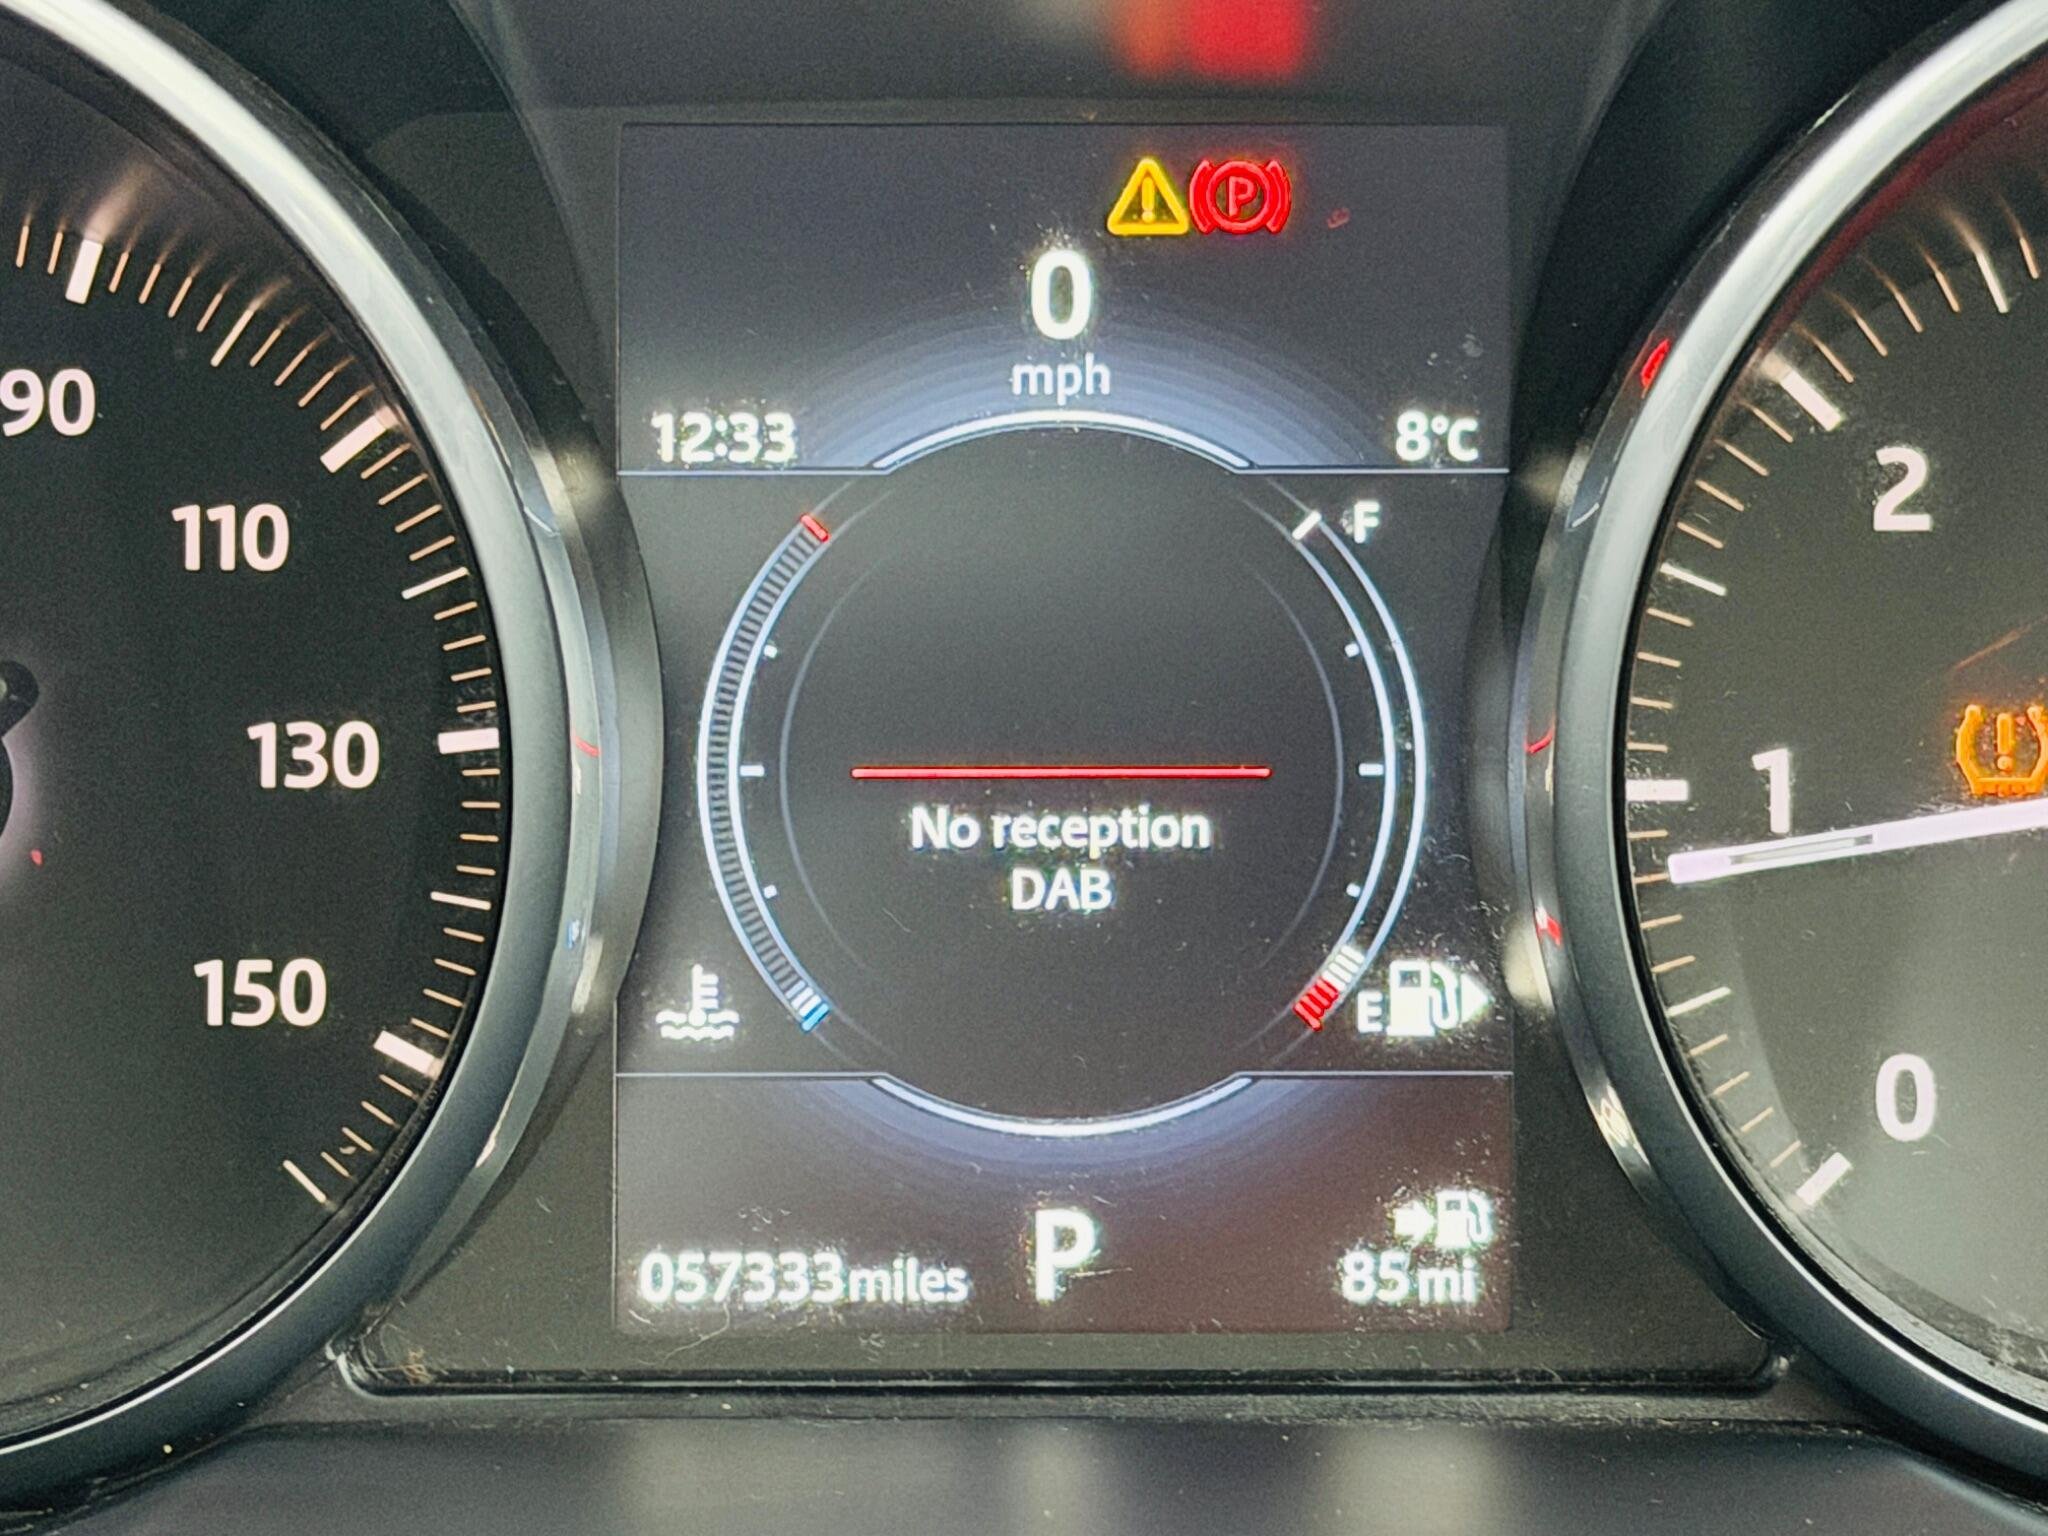 0
mph
12:33
8°C
90
110
130
150
F
No reception
DAB
E
057333miles
P
85mi
2
1
0